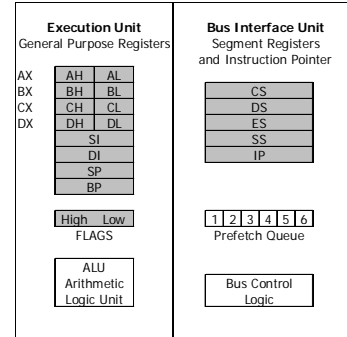 Execution Unit
General Purpose Registers
AX AH AL
BX BH BL
CX CH CL
DX DH DL
SI
DI
SP
BP
High Low
FLAGS
ALU
Arithmetic
Logic Unit
Bus Interface Unit
Segment Registers
and Instruction Pointer
CS
DS
ES
SS
IP
1 2 3 4 5 6
Prefetch Queue
Bus Control
Logic